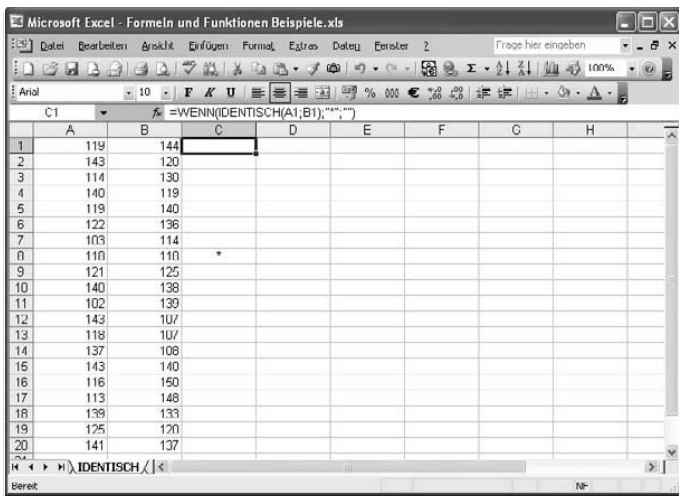 Microsoft Excel - Formeln und Funktionen Beispiele.xls
Datei Bearbeiten Ansicht Einfügen Format Extras Daten Fenster ? Frage hier eingeben
100%
Arial 10 F K U % 000 €
C1 fx =WENN(IDENTISCH(A1;B1);"*";"")
A B C D E F G H
1 119 144
2 143 120
3 114 130
4 140 119
5 119 140
6 122 136
7 103 114
8 110 110 *
9 121 125
10 140 138
11 102 139
12 143 107
13 118 107
14 137 108
15 143 140
16 116 150
17 113 148
18 139 133
19 125 120
20 141 137
IDENTISCH
Bereit NF